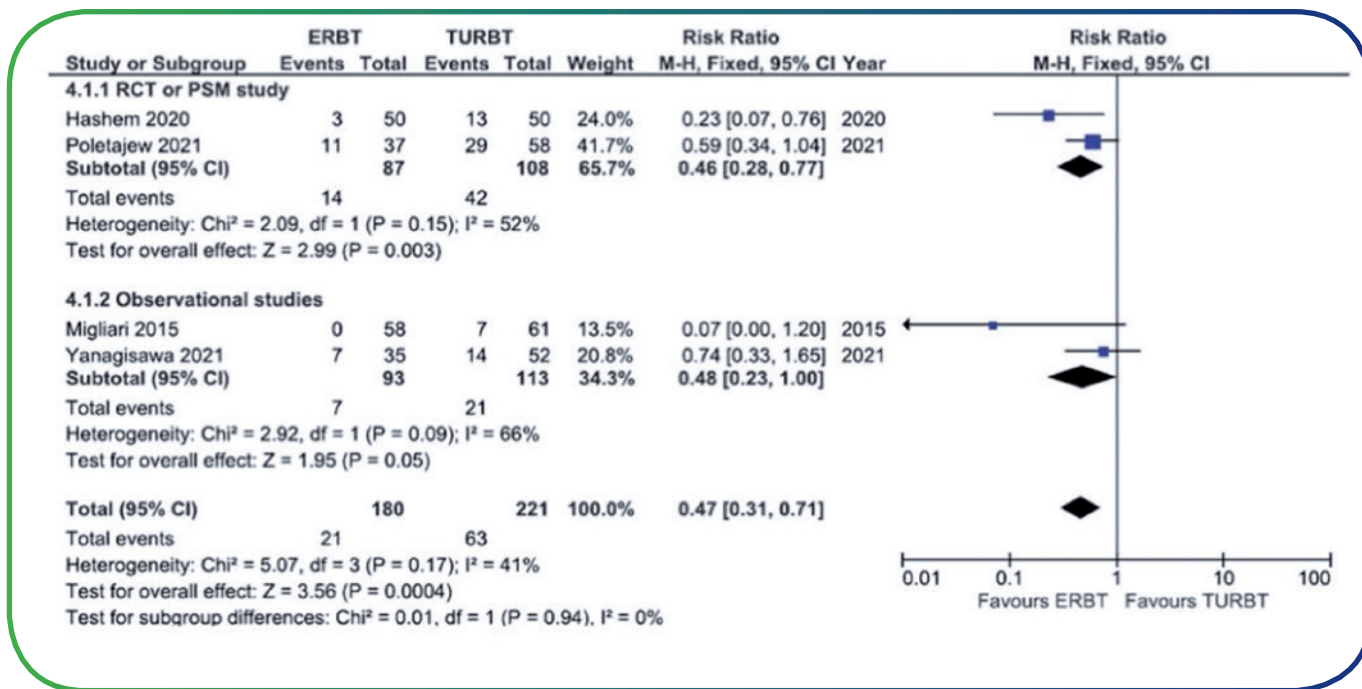 ERBT TURBT Risk Ratio Risk Ratio
Study or Subgroup Events Total Events Total Weight M-H, Fixed, 95% CI Year M-H, Fixed, 95% CI
4.1.1 RCT or PSM study
Hashem 2020 3 50 13 50 24.0% 0.23 [0.07, 0.76] 2020
Poletajew 2021 11 37 29 58 41.7% 0.59 [0.34, 1.04] 2021
Subtotal (95% CI) 87 108 65.7% 0.46 [0.28, 0.77]
Total events 14 42
Heterogeneity: Chi² = 2.09, df = 1 (P = 0.15); I² = 52%
Test for overall effect: Z = 2.99 (P = 0.003)
4.1.2 Observational studies
Migliari 2015 0 58 7 61 13.5% 0.07 [0.00, 1.20] 2015
Yanagisawa 2021 7 35 14 52 20.8% 0.74 [0.33, 1.65] 2021
Subtotal (95% CI) 93 113 34.3% 0.48 [0.23, 1.00]
Total events 7 21
Heterogeneity: Chi² = 2.92, df = 1 (P = 0.09); I² = 66%
Test for overall effect: Z = 1.95 (P = 0.05)
Total (95% CI) 180 221 100.0% 0.47 [0.31, 0.71]
Total events 21 63
Heterogeneity: Chi² = 5.07, df = 3 (P = 0.17); I² = 41%
Test for overall effect: Z = 3.56 (P = 0.0004)
Test for subgroup differences: Chi² = 0.01, df = 1 (P = 0.94), I² = 0%
0.01 0.1 1 10 100
Favours ERBT Favours TURBT